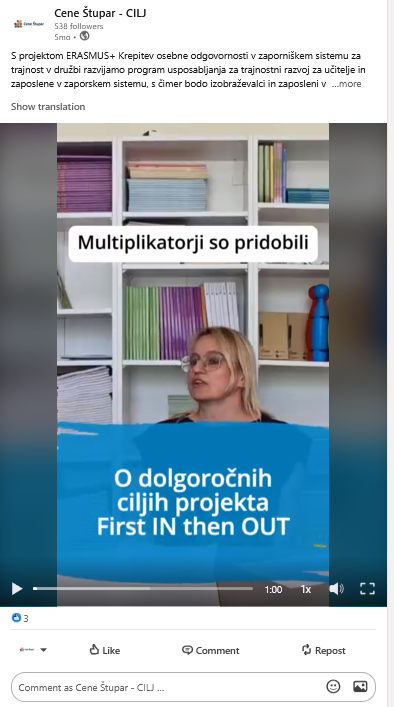 Cene Štupar - CILJ
538 followers
5mo •
S projektom ERASMUS+ Krepitev osebne odgovornosti v zaporniškem sistemu za
trajnost v družbi razvijamo program usposabljanja za trajnostni razvoj za učitelje in
zaposlene v zaporskem sistemu, s čimer bodo izobraževalci in zaposleni v ...more
Show translation
Multiplikatorji so pridobili
O dolgoročnih
ciljih projekta
First IN then OUT
1:00 1x
3
Like Comment Repost
Comment as Cene Štupar - CILJ ...